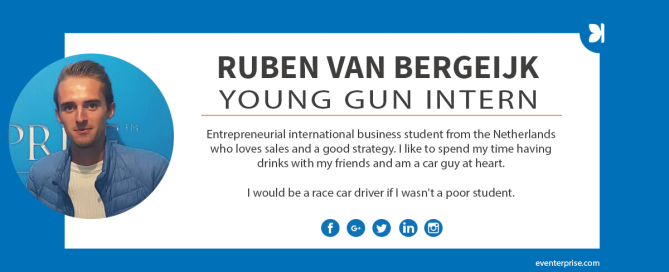 RUBEN VAN BERGEIJK
YOUNG GUN INTERN
Entrepreneurial international business student from the Netherlands
who loves sales and a good strategy. I like to spend my time having
drinks with my friends and am a car guy at heart.
I would be a race car driver if I wasn't a poor student.
eventerprise.com